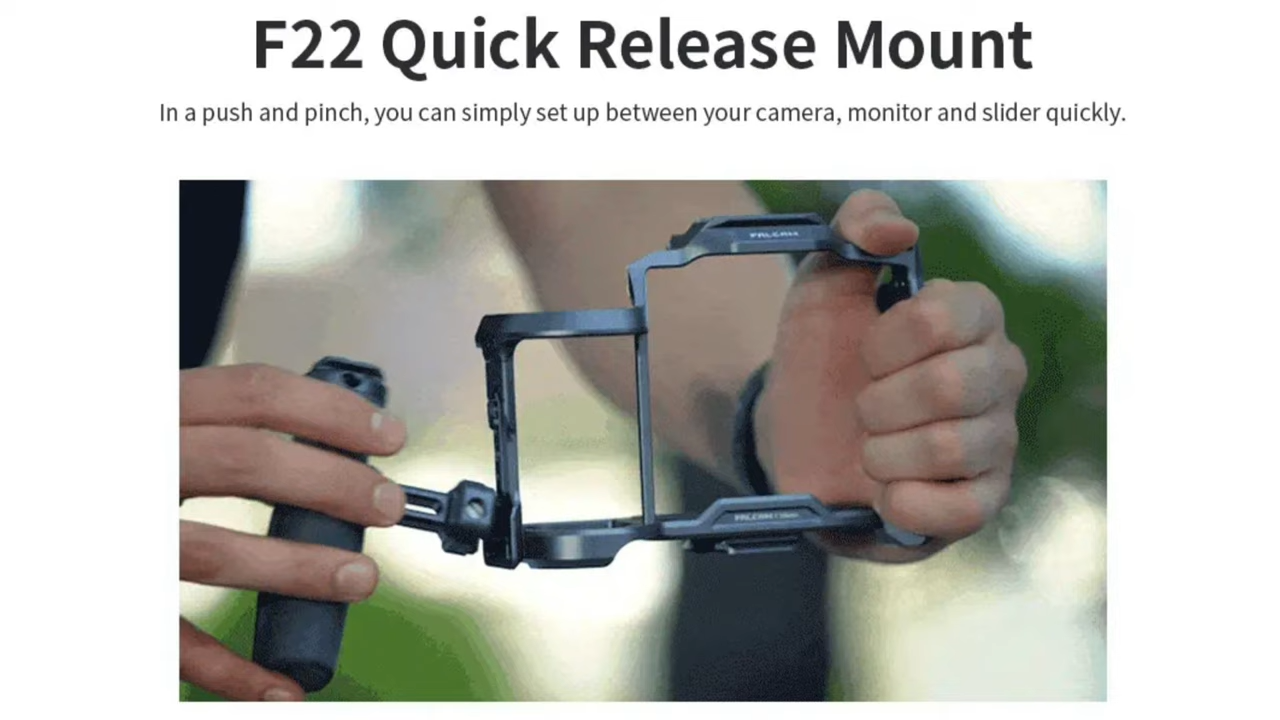 F22 Quick Release Mount
In a push and pinch, you can simply set up between your camera, monitor and slider quickly.
FALCAM
FALCAM